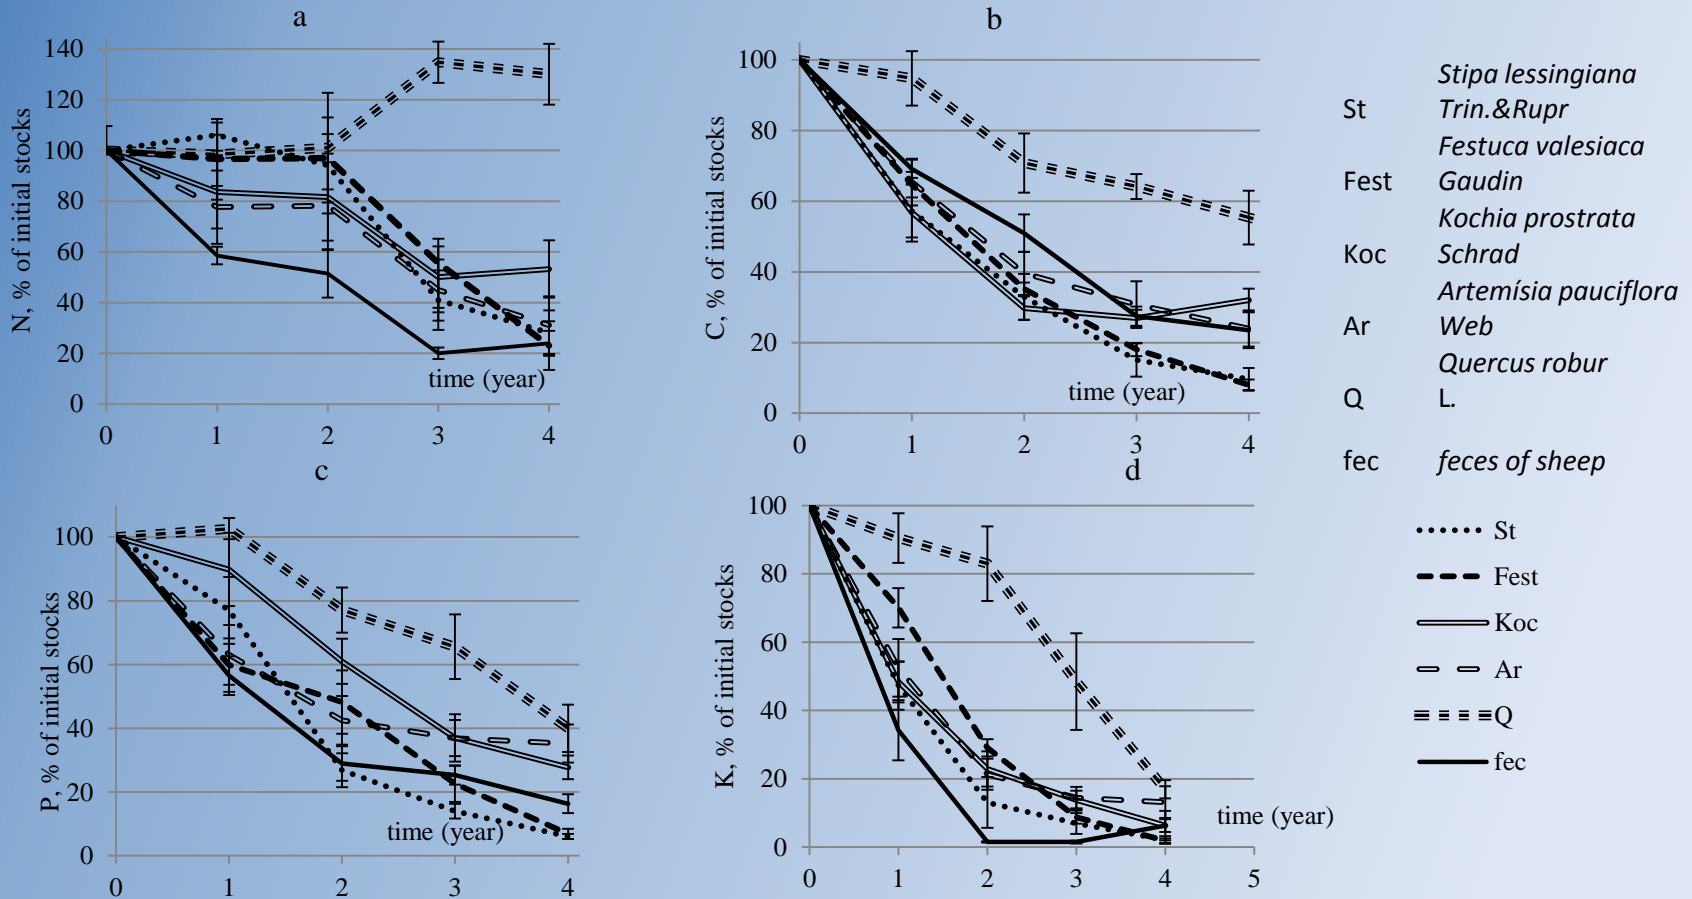 a
N, % of initial stocks
140
120
100
80
60
40
20
0
time (year)
0 1 2 3 4
b
C, % of initial stocks
100
80
60
40
20
0
time (year)
0 1 2 3 4
c
P, % of initial stocks
100
80
60
40
20
0
time (year)
0 1 2 3 4
d
K, % of initial stocks
100
80
60
40
20
0
time (year)
0 1 2 3 4 5
Stipa lessingiana
St Trin.&Rupr
Festuca valesiaca
Fest Gaudin
Kochia prostrata
Koc Schrad
Artemísia pauciflora
Ar Web
Quercus robur
Q L.
fec feces of sheep
St
Fest
Koc
Ar
Q
fec